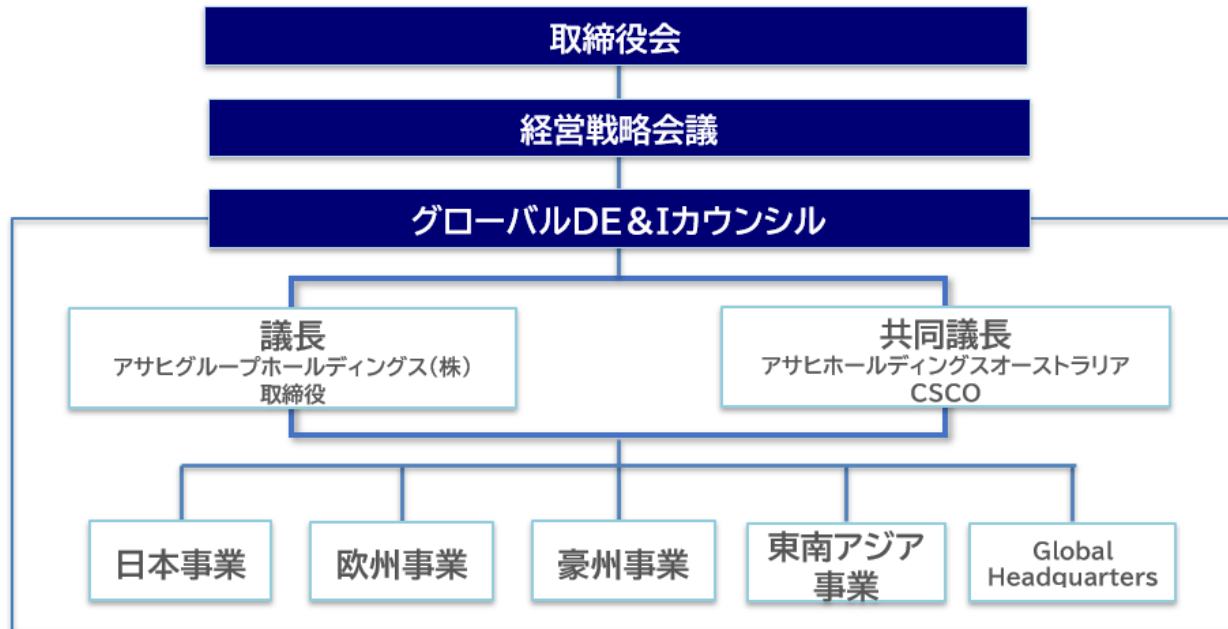 取締役会
経営戦略会議
グローバルDE&Iカウンシル
議長
アサヒグループホールディングス(株)
取締役
共同議長
アサヒホールディングスオーストラリア
CSCO
日本事業
欧州事業
豪州事業
東南アジア
事業
Global
Headquarters